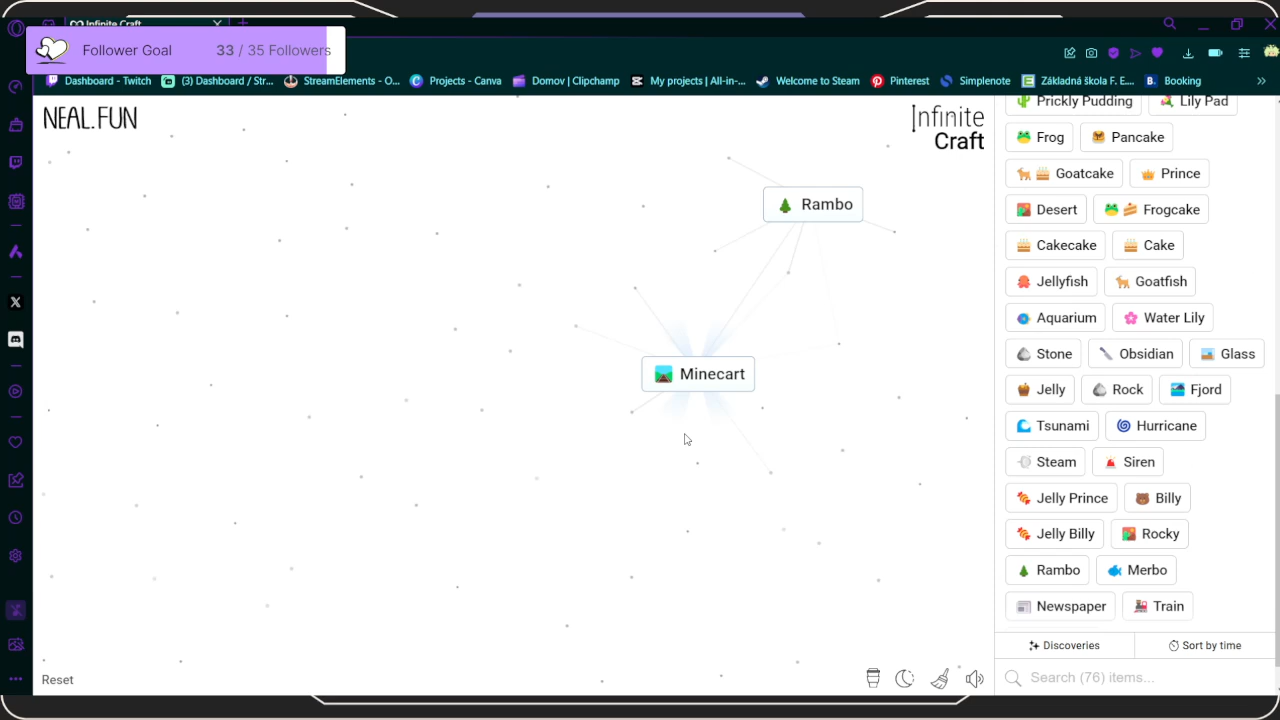 Infinite Craft
Follower Goal 33 / 35 Followers
Dashboard - Twitch (3) Dashboard / Str... StreamElements - O... Projects - Canva Domov | Clipchamp My projects | All-in-... Welcome to Steam Pinterest Simplenote Základná škola F. E... B. Booking
NEAL.FUN
Infinite
Craft
Rambo
Minecart
Reset
Prickly Pudding Lily Pad
Frog Pancake
Goatcake Prince
Desert Frogcake
Cakecake Cake
Jellyfish Goatfish
Aquarium Water Lily
Stone Obsidian Glass
Jelly Rock Fjord
Tsunami Hurricane
Steam Siren
Jelly Prince Billy
Jelly Billy Rocky
Rambo Merbo
Newspaper Train
Discoveries Sort by time
Search (76) items...